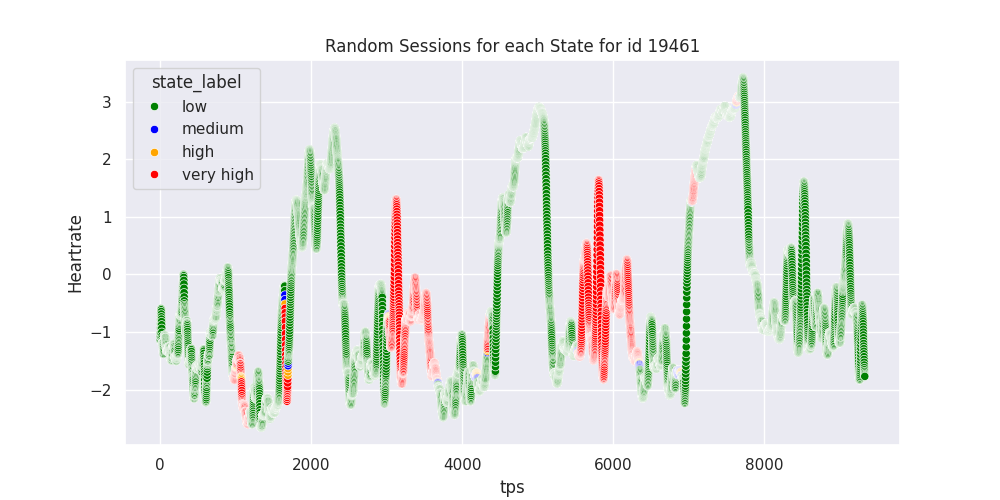 Random Sessions for each State for id 19461
state_label
low
medium
high
very high
Heartrate
3
2
1
0
−1
−2
0 2000 4000 6000 8000
tps